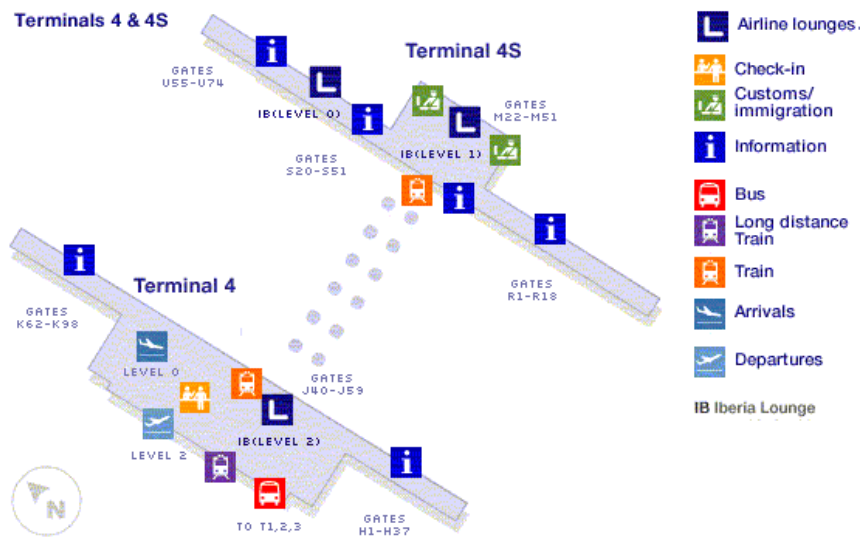 Terminals 4 & 4S
Terminal 4S
GATES
U55-U74
IB(LEVEL 0)
GATES
M22-M51
IB(LEVEL 1)
GATES
S20-S51
GATES
R1-R18
Terminal 4
GATES
K62-K98
LEVEL 0
GATES
J40-J59
IB(LEVEL 2)
LEVEL 2
TO T1,2,3
GATES
H1-H37
N
Airline lounges.
Check-in
Customs/
immigration
Information
Bus
Long distance
Train
Train
Arrivals
Departures
IB Iberia Lounge